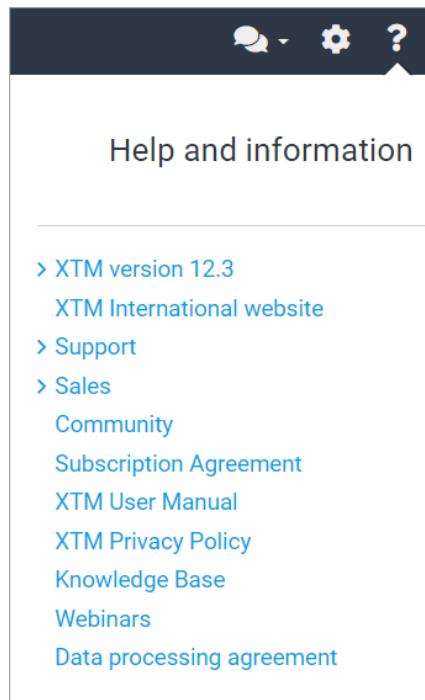 Help and information
XTM version 12.3
XTM International website
Support
Sales
Community
Subscription Agreement
XTM User Manual
XTM Privacy Policy
Knowledge Base
Webinars
Data processing agreement